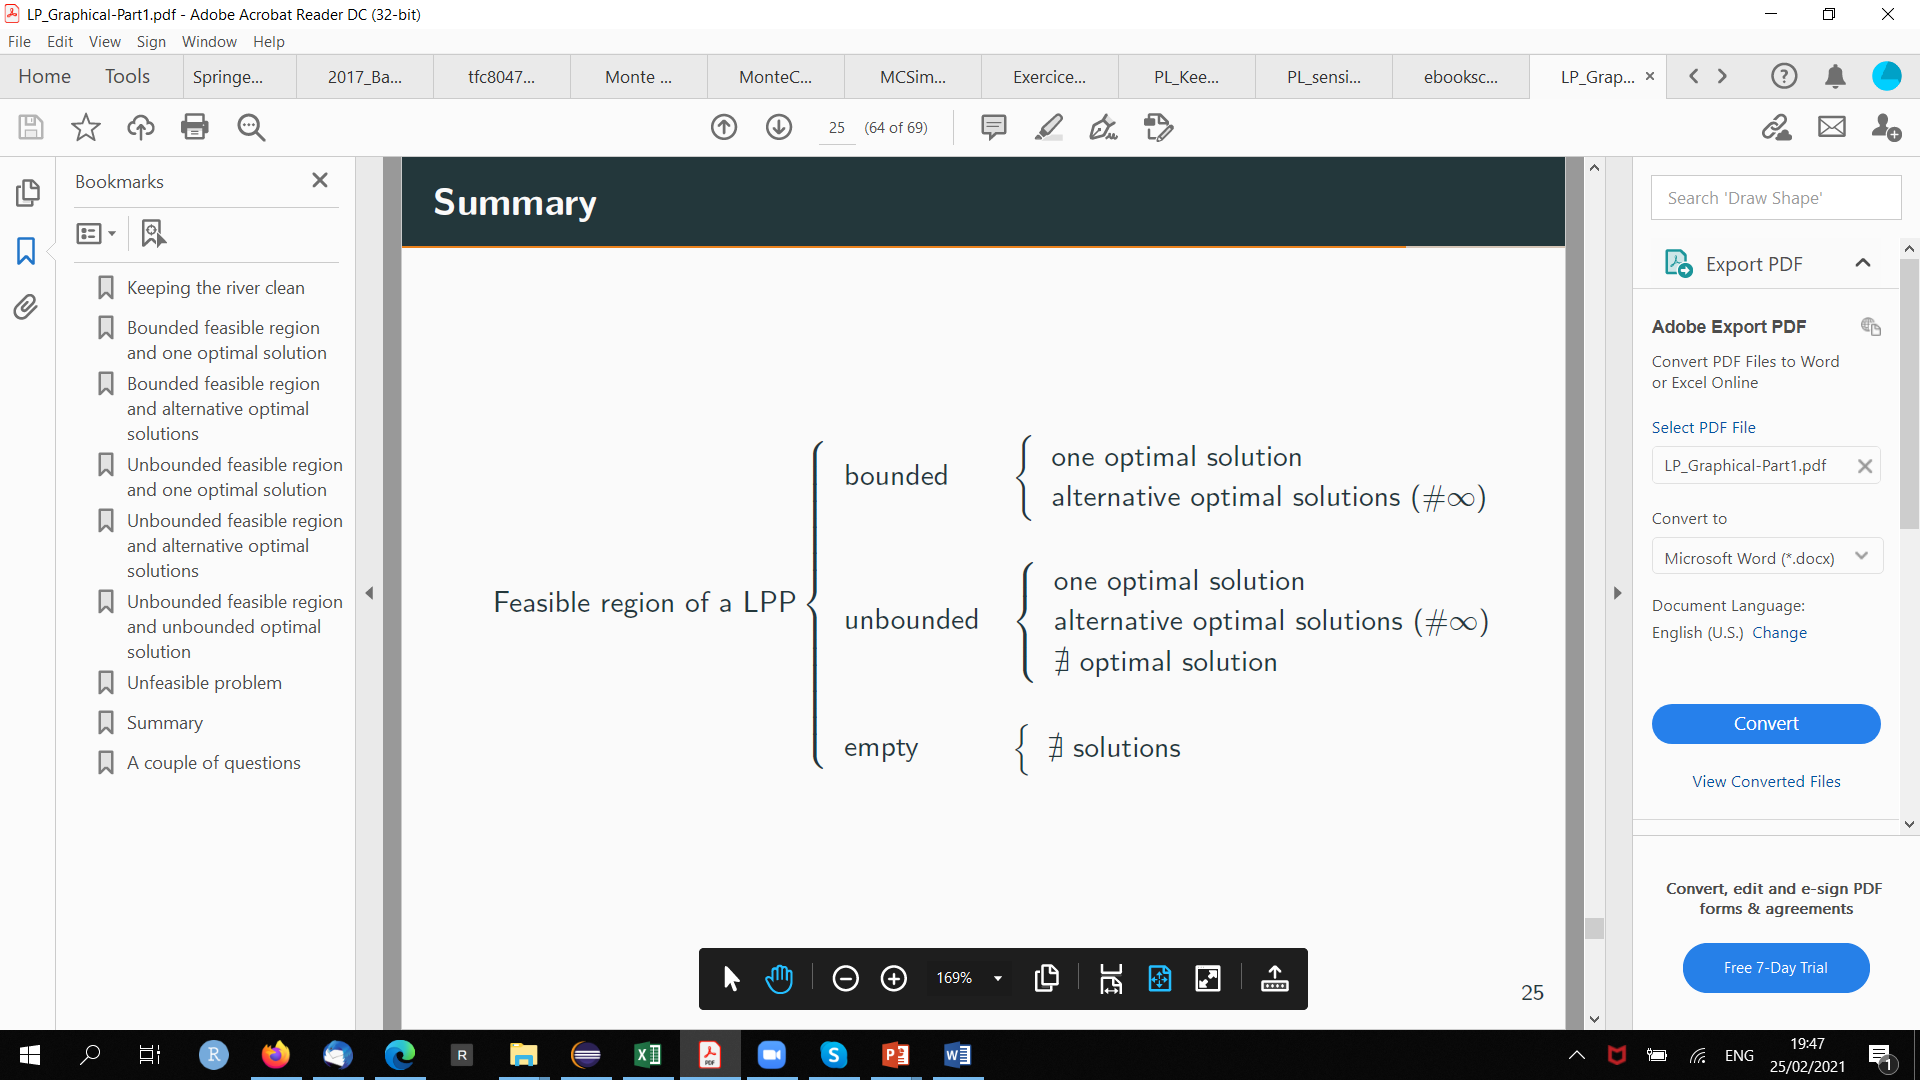 LP_Graphical-Part1.pdf - Adobe Acrobat Reader DC (32-bit)
File Edit View Sign Window Help
Home Tools Springe... 2017_Ba... tfc8047... Monte ... MonteC... MCSim... Exercice... PL_Kee... PL_sensi... ebooksc... LP_Grap...
25 (64 of 69)
Bookmarks
Keeping the river clean
Bounded feasible region
and one optimal solution
Bounded feasible region
and alternative optimal
solutions
Unbounded feasible region
and one optimal solution
Unbounded feasible region
and alternative optimal
solutions
Unbounded feasible region
and unbounded optimal
solution
Unfeasible problem
Summary
A couple of questions
Summary
Feasible region of a LPP
bounded
one optimal solution
alternative optimal solutions (#∞)
unbounded
one optimal solution
alternative optimal solutions (#∞)
∄ optimal solution
empty
∄ solutions
25
169%
Search 'Draw Shape'
Export PDF
Adobe Export PDF
Convert PDF Files to Word
or Excel Online
Select PDF File
LP_Graphical-Part1.pdf
Convert to
Microsoft Word (*.docx)
Document Language:
English (U.S.) Change
Convert
View Converted Files
Convert, edit and e-sign PDF
forms & agreements
Free 7-Day Trial
ENG
19:47
25/02/2021
1